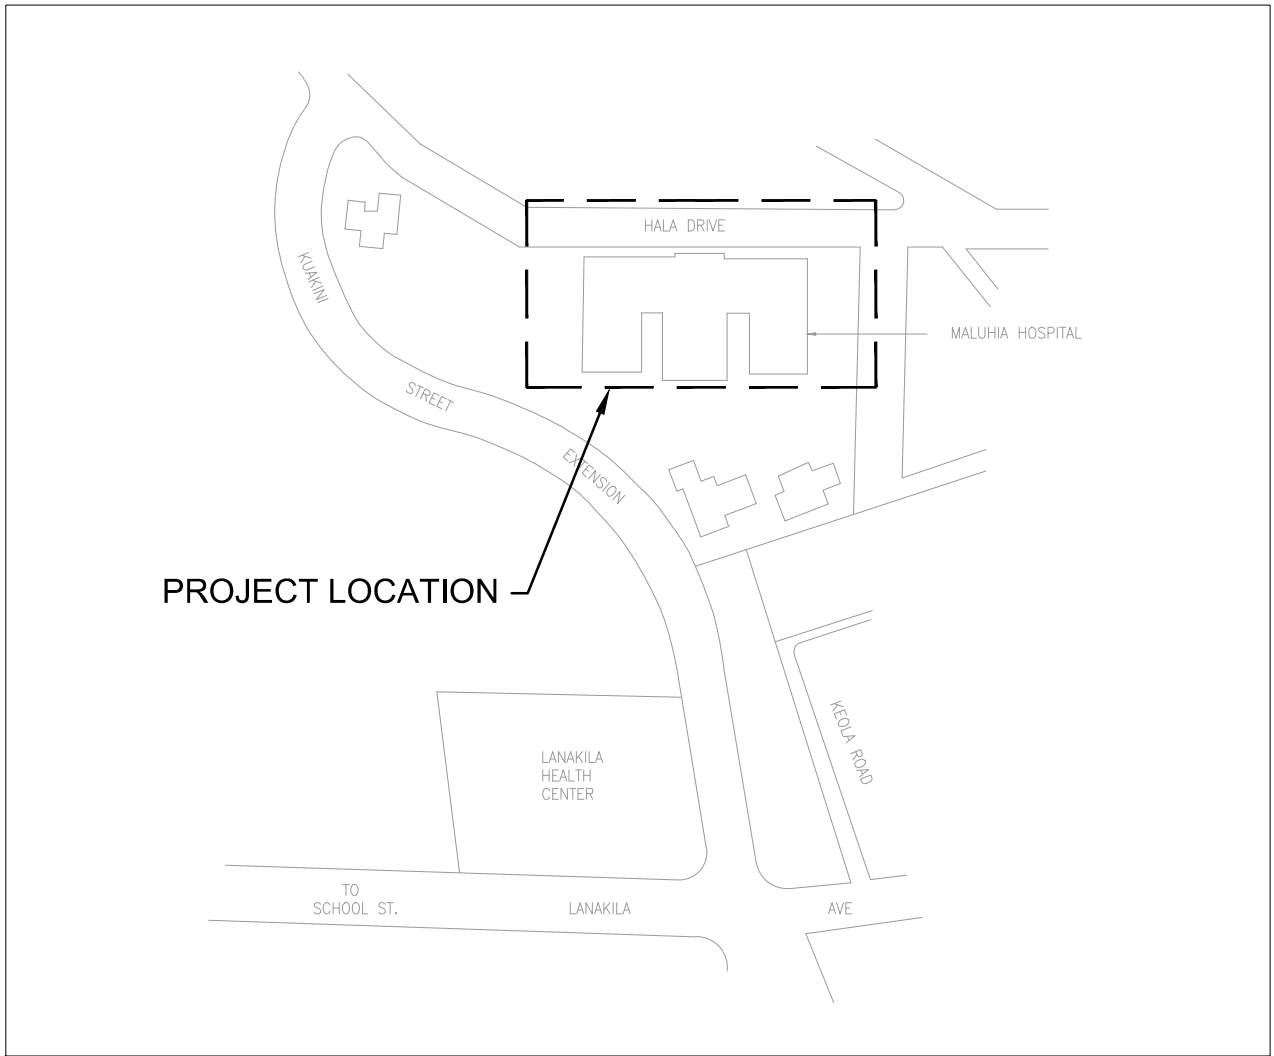 HALA DRIVE
KUAKINI
MALUHIA HOSPITAL
STREET
EXTENSION
PROJECT LOCATION
KEOLA ROAD
LANAKILA
HEALTH
CENTER
TO
SCHOOL ST.
LANAKILA
AVE